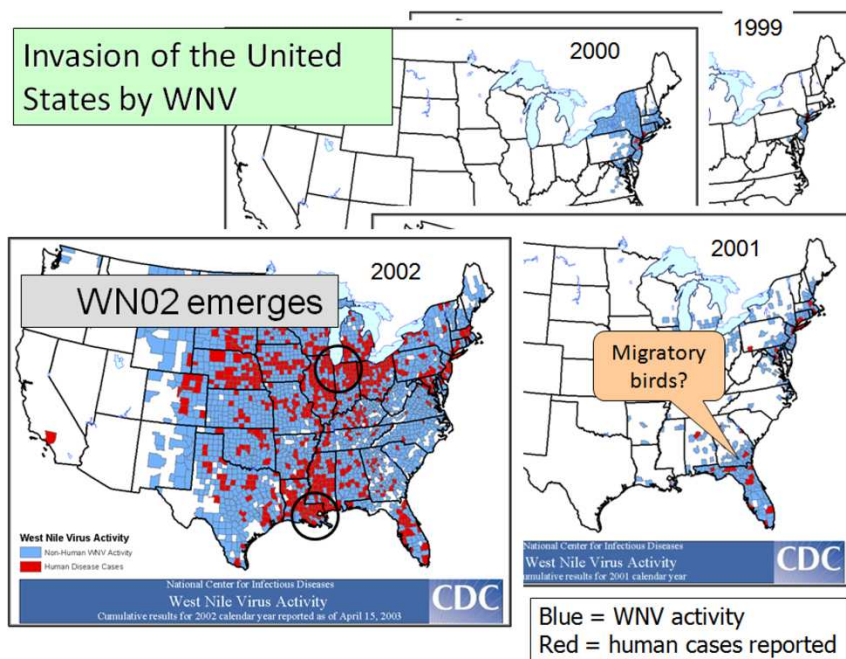 Invasion of the United
States by WNV
2000
1999
2002
WN02 emerges
2001
Migratory
birds?
West Nile Virus Activity
Non-Human WNV Activity
Human Disease Cases
National Center for Infectious Diseases
West Nile Virus Activity
Cumulative results for 2002 calendar year reported as of April 15, 2003
CDC
National Center for Infectious Diseases
West Nile Virus Activity
umulative results for 2001 calendar year
CDC
Blue = WNV activity
Red = human cases reported